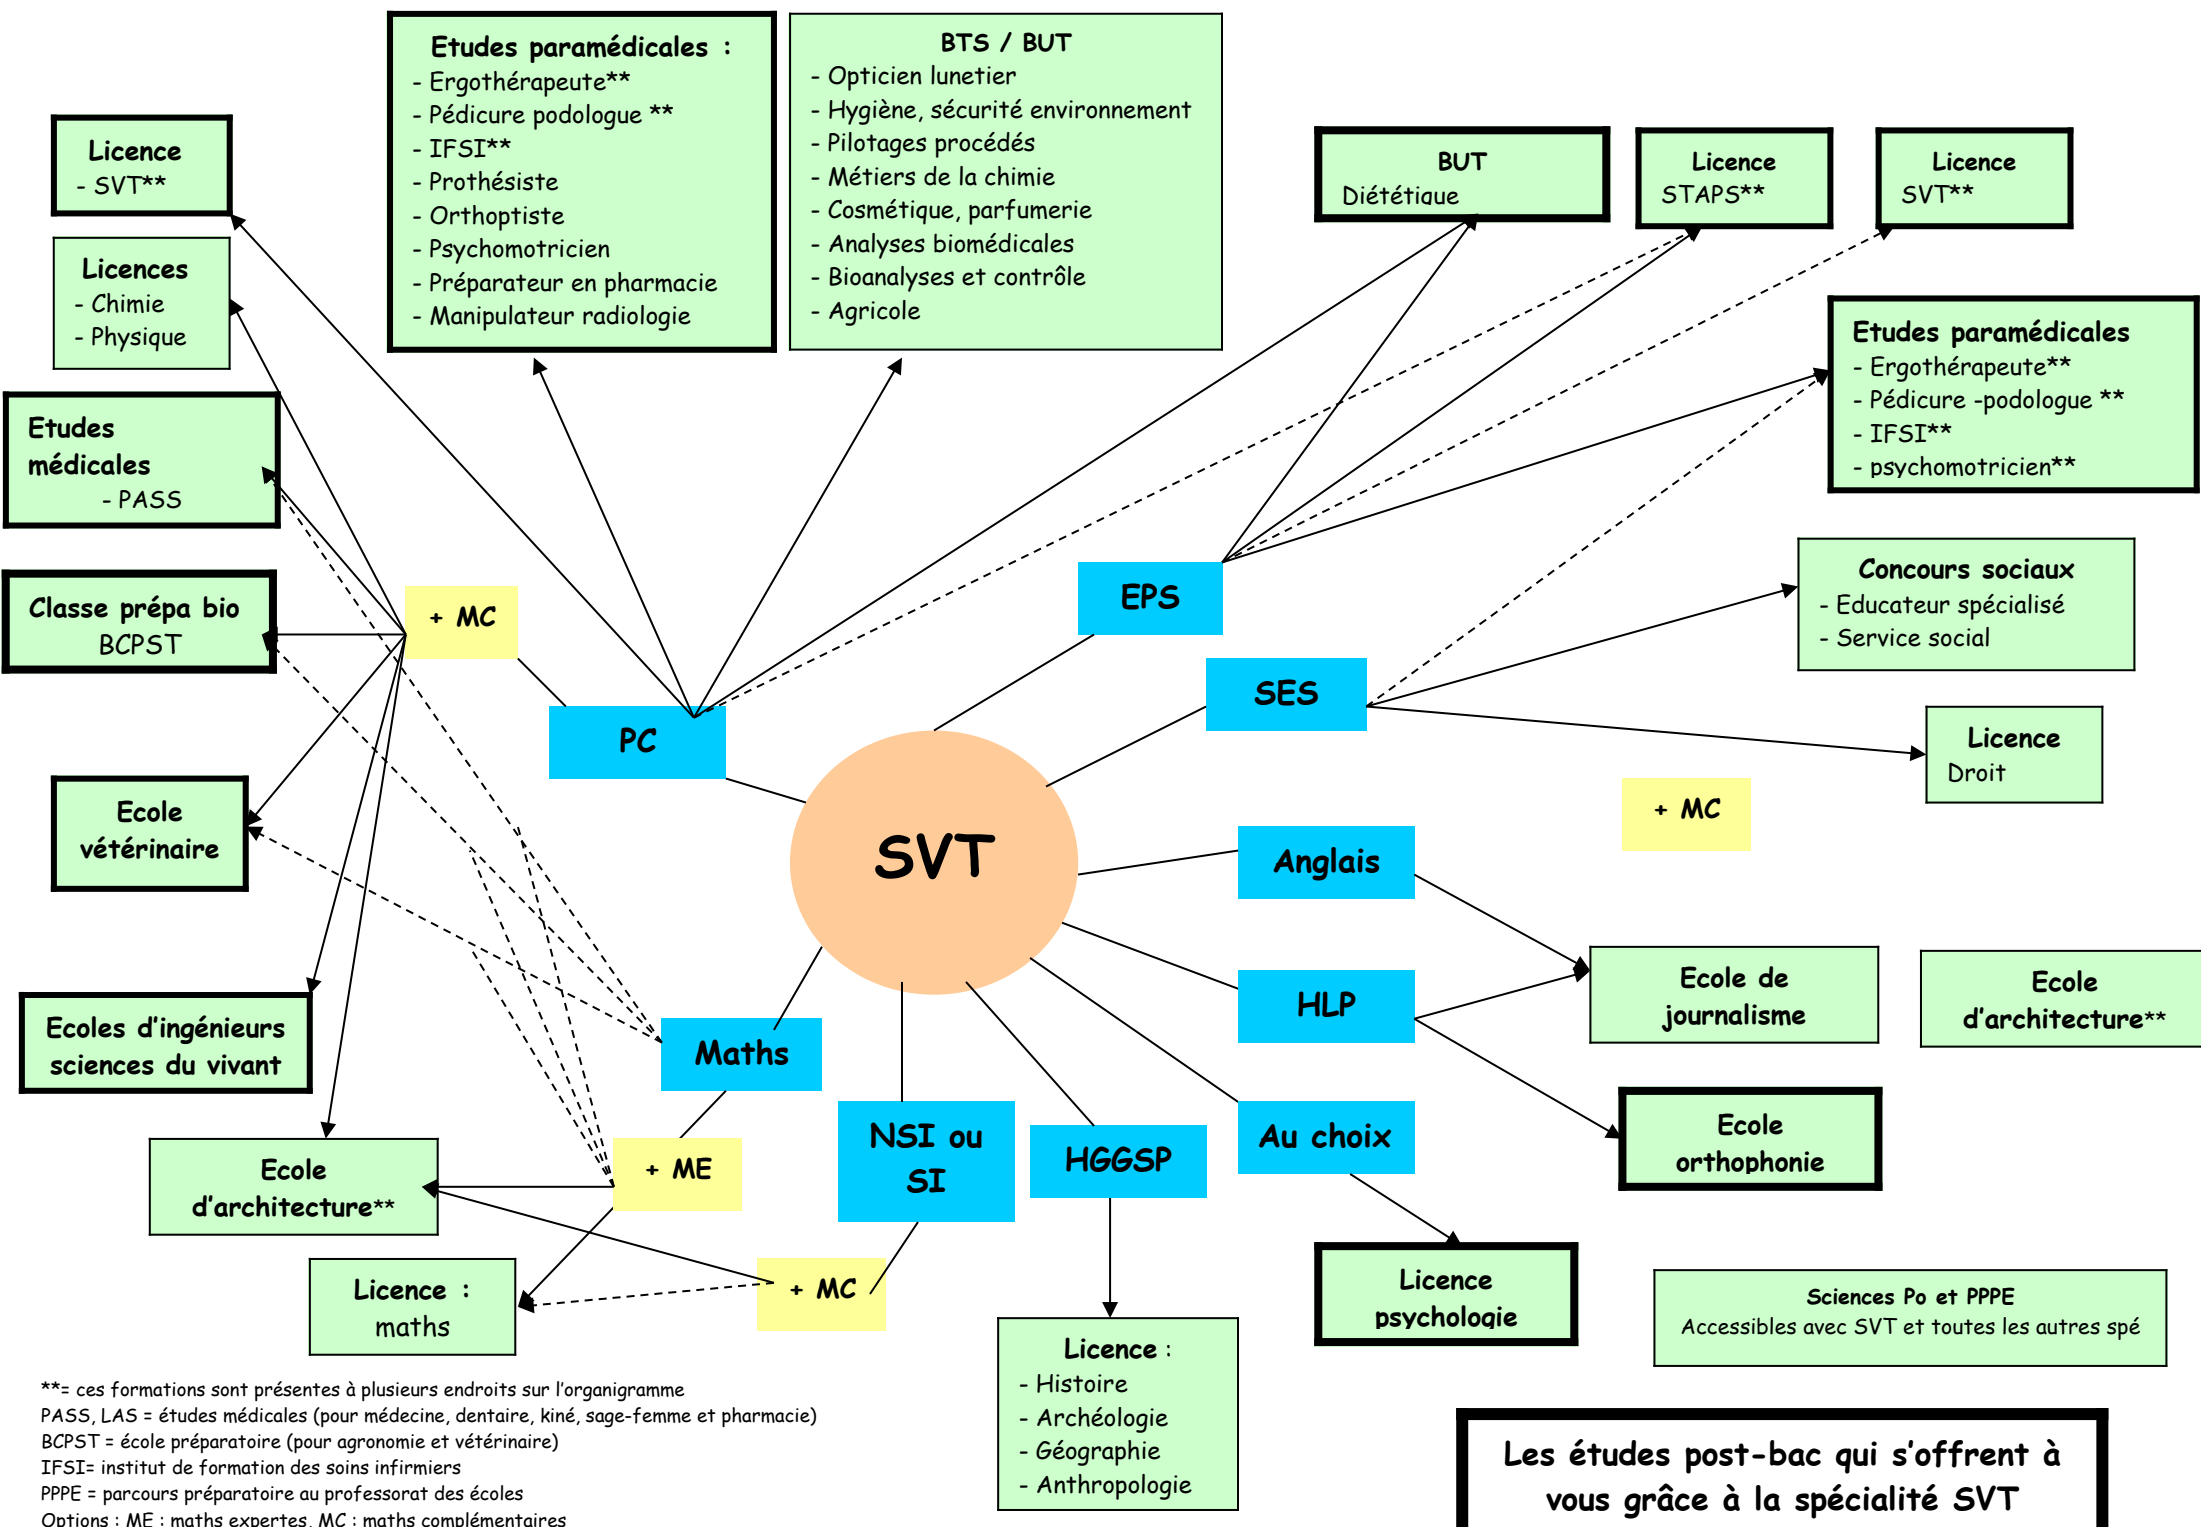 Etudes paramédicales :
- Ergothérapeute**
- Pédicure podologue **
- IFSI**
- Prothésiste
- Orthoptiste
- Psychomotricien
- Préparateur en pharmacie
- Manipulateur radiologie
BTS / BUT
- Opticien lunetier
- Hygiène, sécurité environnement
- Pilotages procédés
- Métiers de la chimie
- Cosmétique, parfumerie
- Analyses biomédicales
- Bioanalyses et contrôle
- Agricole
Licence
- SVT**
Licences
- Chimie
- Physique
Etudes
médicales
- PASS
Classe prépa bio
BCPST
Ecole
vétérinaire
Ecoles d'ingénieurs
sciences du vivant
Ecole
d'architecture**
Licence :
maths
BUT
Diététique
Licence
STAPS**
Licence
SVT**
Etudes paramédicales
- Ergothérapeute**
- Pédicure -podologue **
- IFSI**
- psychomotricien**
Concours sociaux
- Educateur spécialisé
- Service social
Licence
Droit
+ MC
PC
EPS
SES
+ MC
SVT
Anglais
HLP
Maths
+ ME
NSI ou
SI
+ MC
HGGSP
Au choix
Ecole de
journalisme
Ecole
d'architecture**
Ecole
orthophonie
Licence
psychologie
Sciences Po et PPPE
Accessibles avec SVT et toutes les autres spé
Licence :
- Histoire
- Archéologie
- Géographie
- Anthropologie
**= ces formations sont présentes à plusieurs endroits sur l'organigramme
PASS, LAS = études médicales (pour médecine, dentaire, kiné, sage-femme et pharmacie)
BCPST = école préparatoire (pour agronomie et vétérinaire)
IFSI= institut de formation des soins infirmiers
PPPE = parcours préparatoire au professorat des écoles
Options : ME : maths expertes, MC : maths complémentaires
Les études post-bac qui s'offrent à
vous grâce à la spécialité SVT